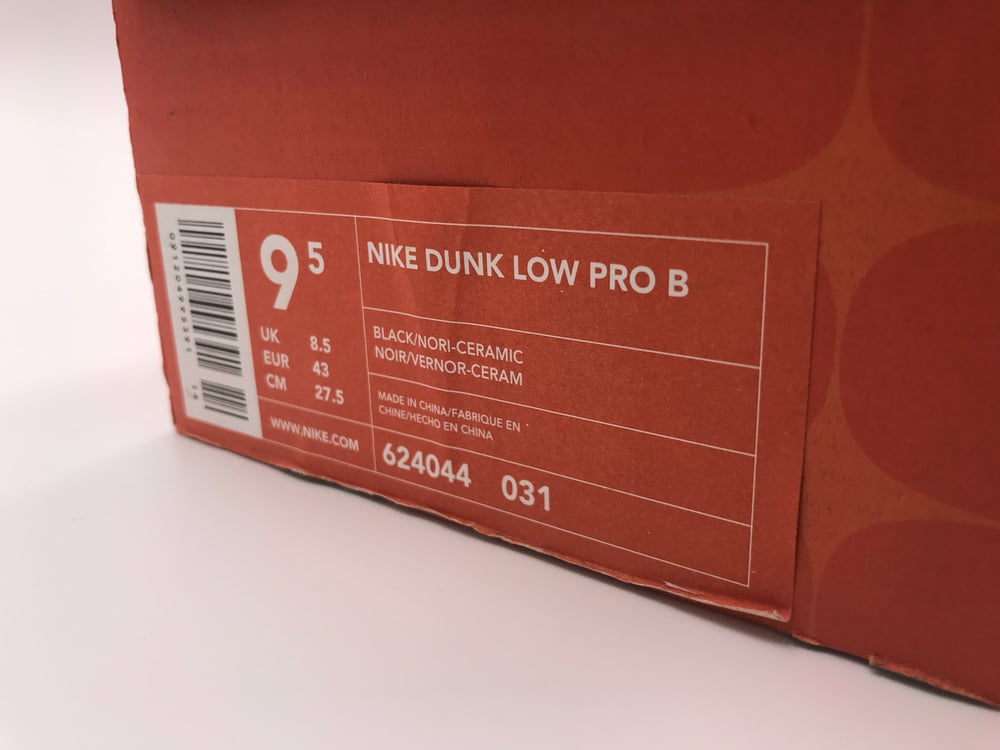 9 5
UK 8.5
EUR 43
CM 27.5
WWW.NIKE.COM
NIKE DUNK LOW PRO B
BLACK/NORI-CERAMIC
NOIR/VERNOR-CERAM
MADE IN CHINA/FABRIQUE EN
CHINE/HECHO EN CHINA
624044 031
14